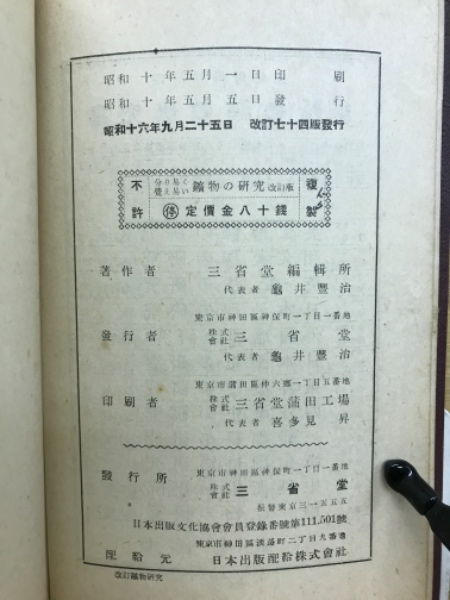 昭和十年五月一日印刷
昭和十年五月五日發行
昭和十六年九月二十五日 改訂七十四版發行
不許 複製
分り易く覺え易い 鑛物の研究 改訂版
停 定價金八十錢
著作者 三省堂編輯所
代表者 龜井豐治
東京市神田區神保町一丁目一番地
發行者 株式會社 三省堂
代表者 龜井豐治
東京市蒲田區仲六鄕一丁目五番地
印刷者 株式會社 三省堂蒲田工場
代表者 喜多見昇
東京市神田區神保町一丁目一番地
發行所 株式會社 三省堂
振替東京三一五五五
日本出版文化協會會員登錄番號第111.501號
東京市神田區淡路町二丁目九番地
配給元 日本出版配給株式會社
改訂鑛物研究